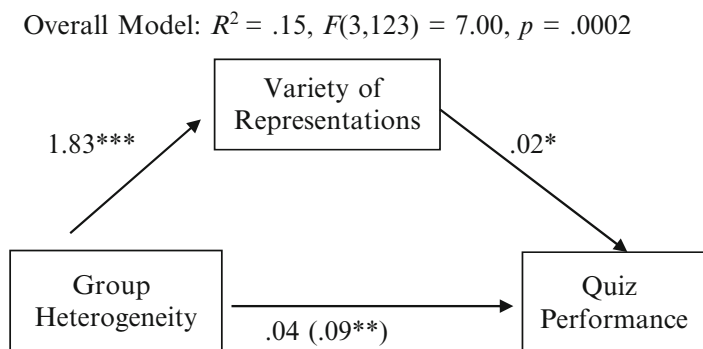 Overall Model: R² = .15, F(3,123) = 7.00, p = .0002
Variety of
Representations
1.83***
.02*
Group
Heterogeneity
Quiz
Performance
.04 (.09**)